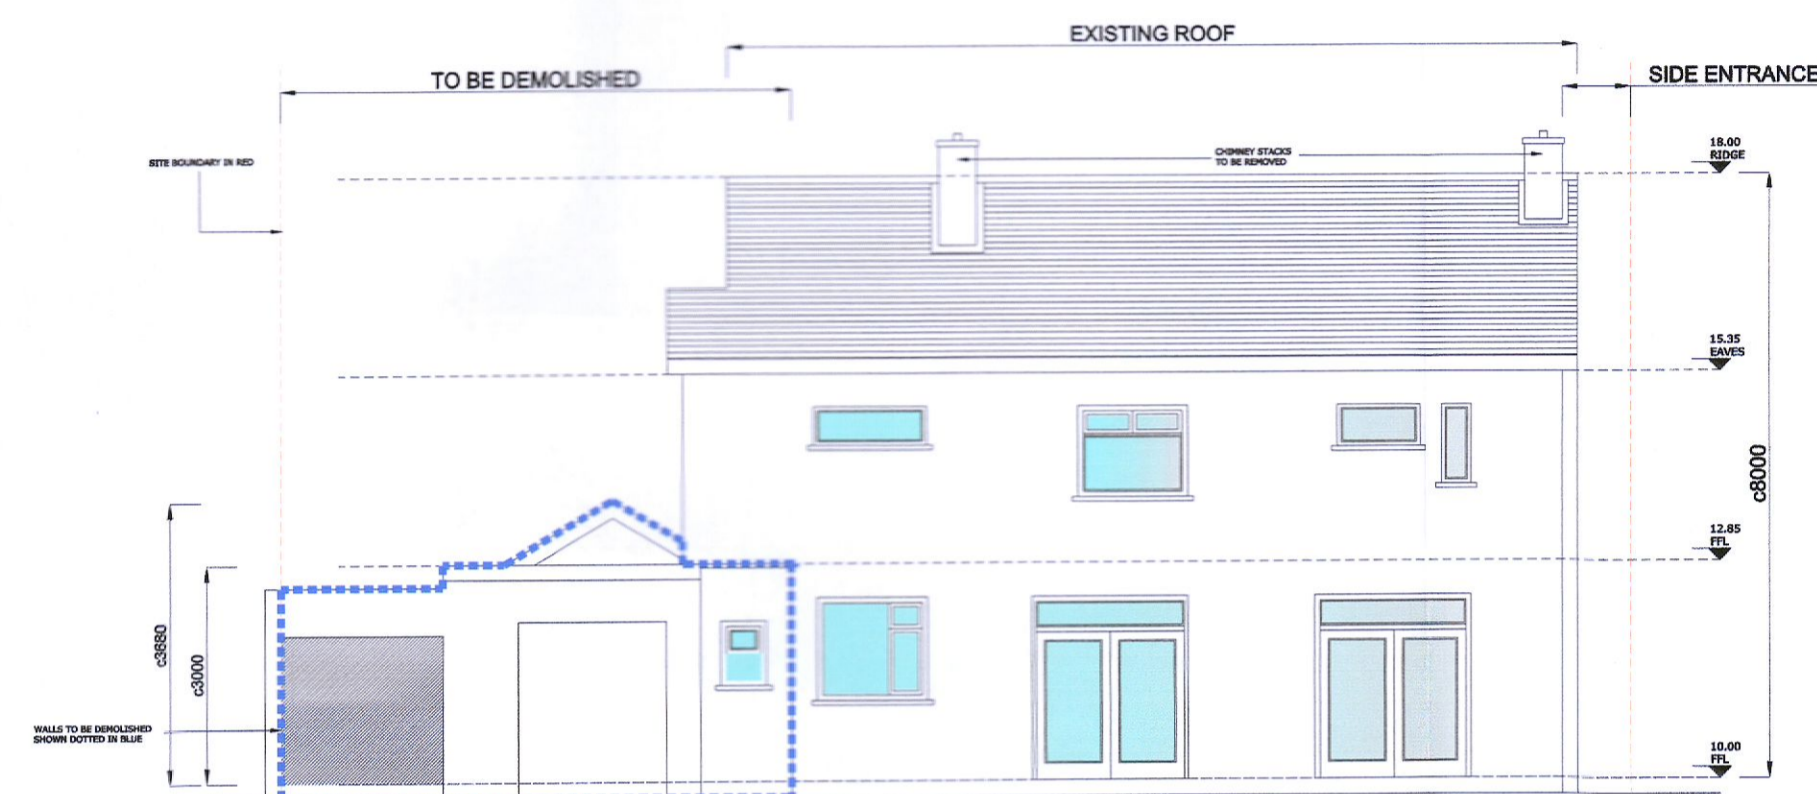 EXISTING ROOF
TO BE DEMOLISHED
SIDE ENTRANCE
SITE BOUNDARY IN RED
CHIMNEY STACKS
TO BE REMOVED
18.00
RIDGE
15.35
EAVES
c8000
12.85
FFL
c3680
c3000
WALLS TO BE DEMOLISHED
SHOWN DOTTED IN BLUE
10.00
FFL